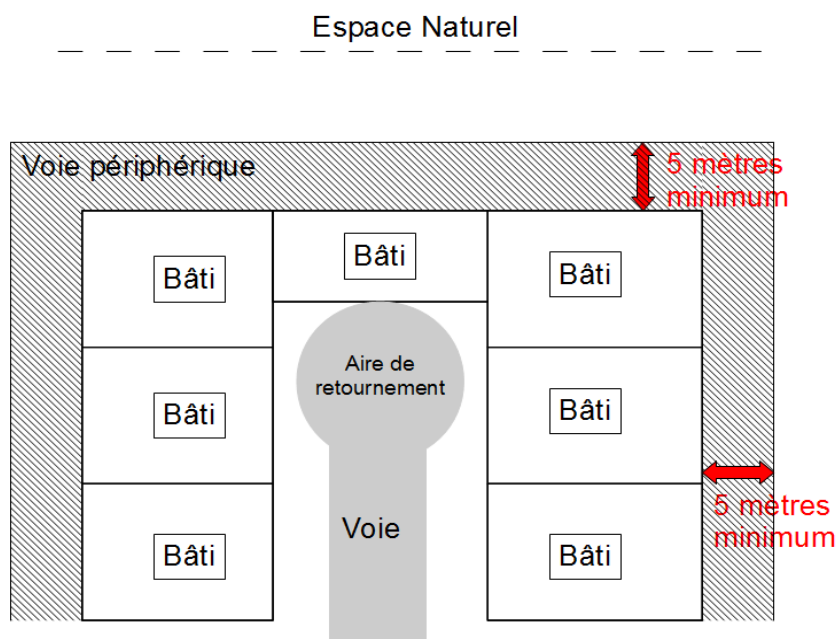 Espace Naturel
Voie périphérique
5 mètres
minimum
Bâti
Bâti
Bâti
Aire de
retournement
Bâti
Bâti
5 mètres
minimum
Voie
Bâti
Bâti